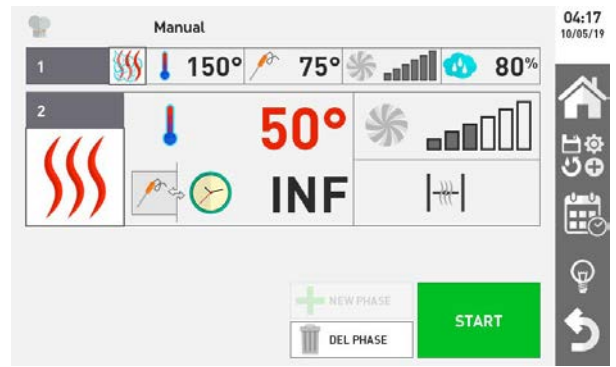 Manual
04:17
10/05/19
1 150° 75° 80%
2
50°
INF
NEW PHASE
DEL PHASE
START